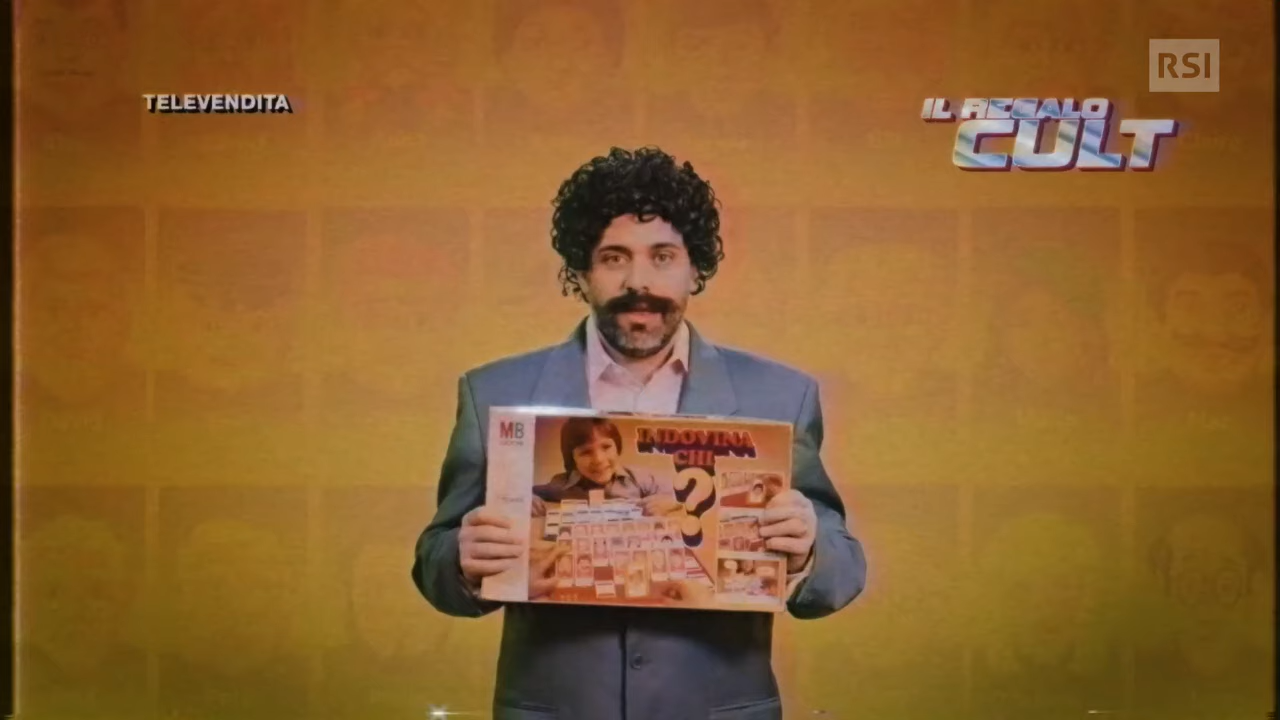 RSI
TELEVENDITA
IL REGALO
CULT
MB
INDOVINA
CHI
?